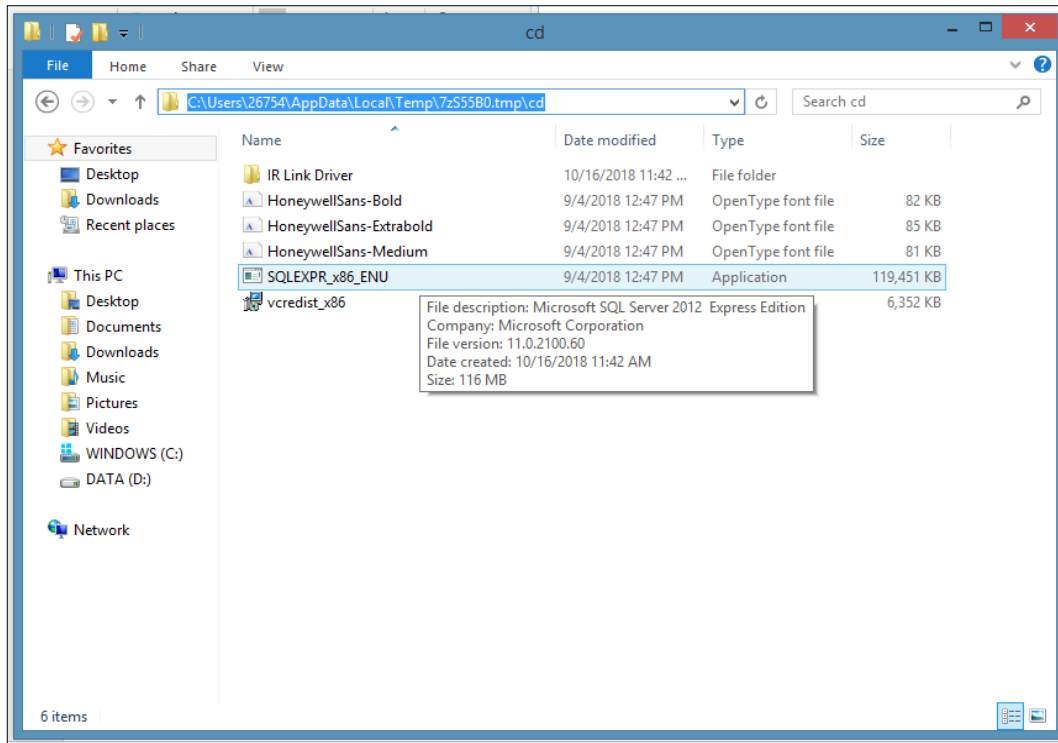 cd
File Home Share View
C:\Users\26754\AppData\Local\Temp\7zS55B0.tmp\cd
Search cd
Name Date modified Type Size
Favorites
Desktop
Downloads
Recent places
This PC
Desktop
Documents
Downloads
Music
Pictures
Videos
WINDOWS (C:)
DATA (D:)
Network
IR Link Driver 10/16/2018 11:42 ... File folder
HoneywellSans-Bold 9/4/2018 12:47 PM OpenType font file 82 KB
HoneywellSans-Extrabold 9/4/2018 12:47 PM OpenType font file 85 KB
HoneywellSans-Medium 9/4/2018 12:47 PM OpenType font file 81 KB
SQLEXPR_x86_ENU 9/4/2018 12:47 PM Application 119,451 KB
vcredist_x86 6,352 KB
File description: Microsoft SQL Server 2012 Express Edition
Company: Microsoft Corporation
File version: 11.0.2100.60
Date created: 10/16/2018 11:42 AM
Size: 116 MB
6 items